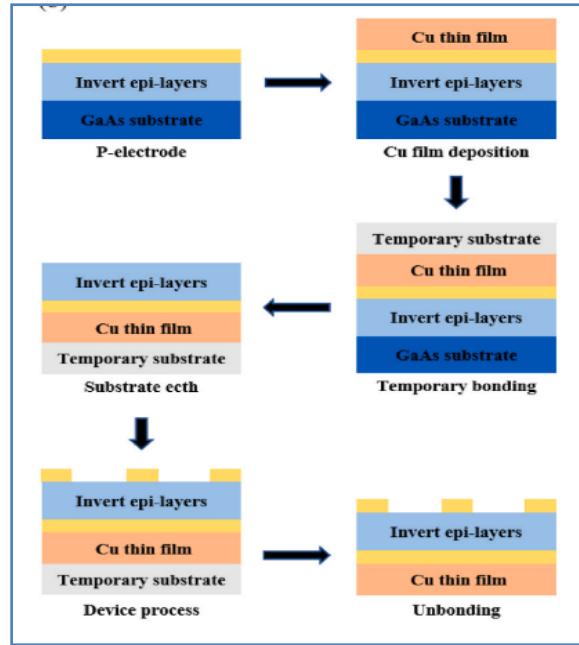 Invert epi-layers
GaAs substrate
P-electrode
Cu thin film
Invert epi-layers
GaAs substrate
Cu film deposition
Temporary substrate
Cu thin film
Invert epi-layers
GaAs substrate
Temporary bonding
Invert epi-layers
Cu thin film
Temporary substrate
Substrate ecth
Invert epi-layers
Cu thin film
Temporary substrate
Device process
Invert epi-layers
Cu thin film
Unbonding